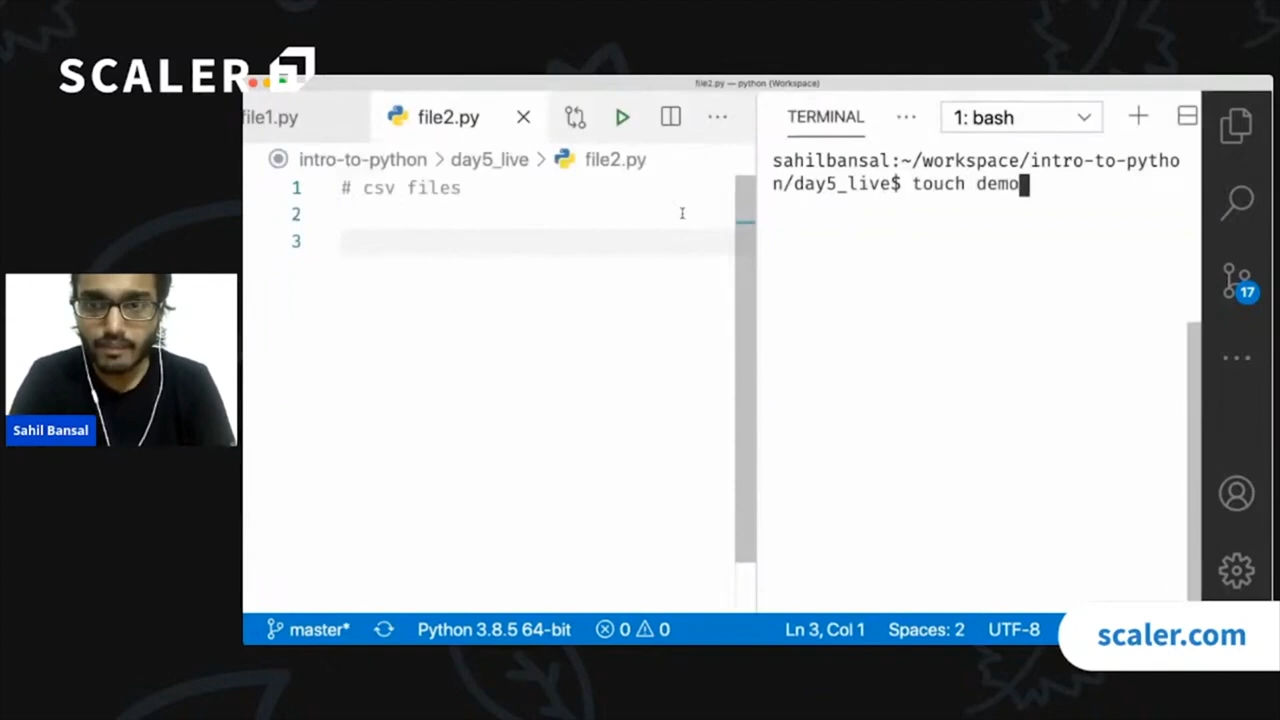 SCALER
file2.py — python (Workspace)
file1.py
file2.py
TERMINAL
1: bash
intro-to-python > day5_live > file2.py
1 # csv files
2
3
sahilbansal:~/workspace/intro-to-pytho
n/day5_live$ touch demo
17
Sahil Bansal
master*
Python 3.8.5 64-bit
0
0
Ln 3, Col 1
Spaces: 2
UTF-8
scaler.com